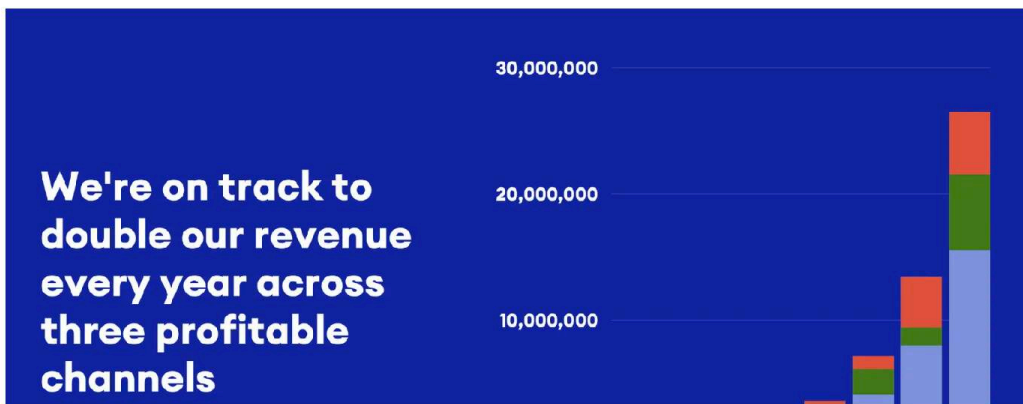 We're on track to
double our revenue
every year across
three profitable
channels
30,000,000
20,000,000
10,000,000